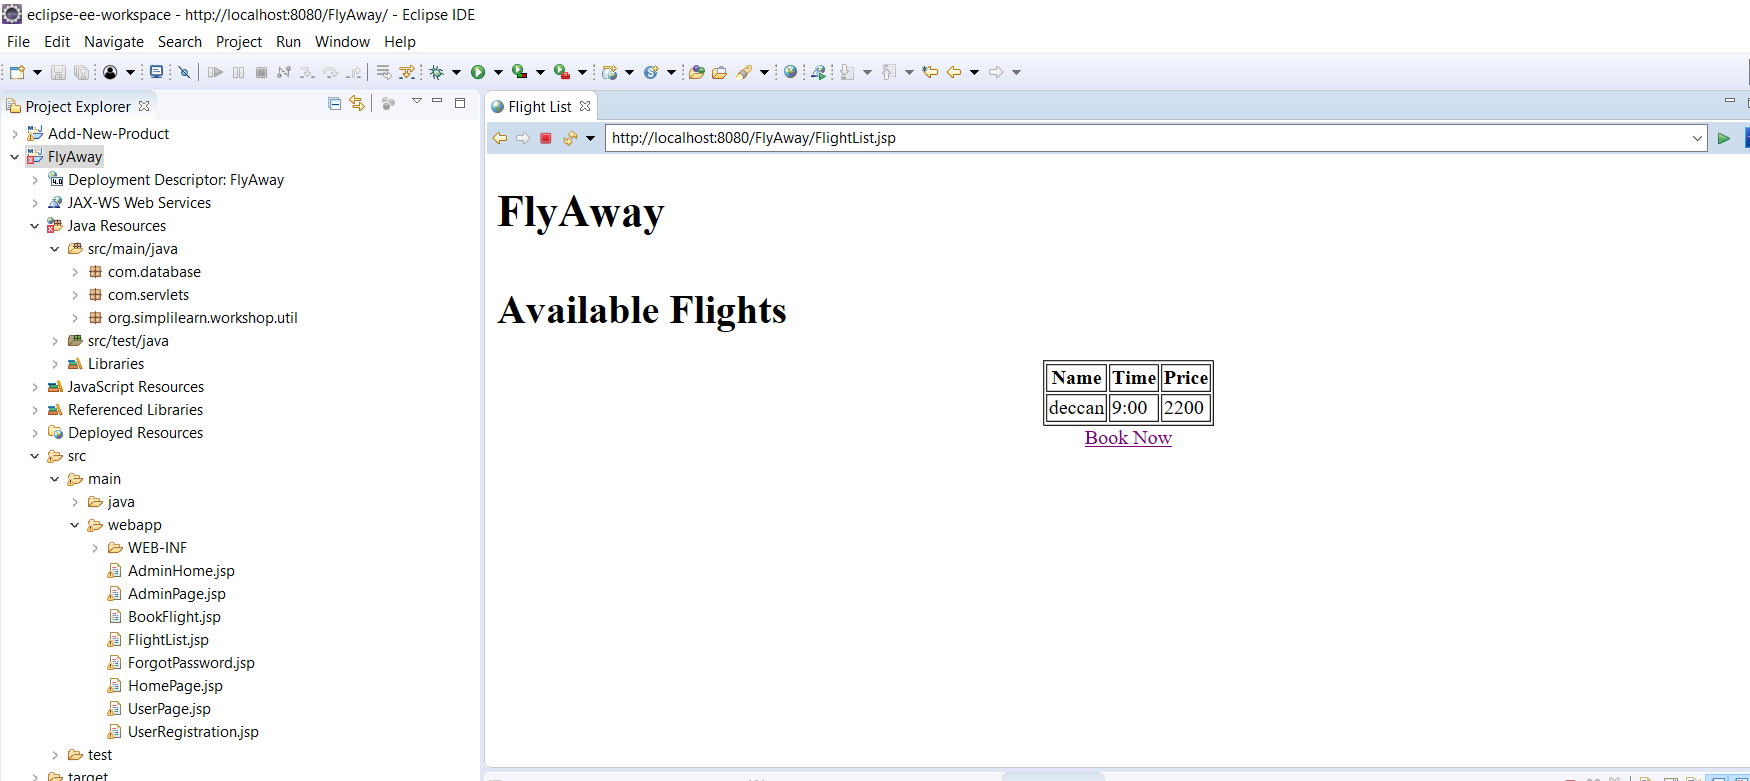 eclipse-ee-workspace - http://localhost:8080/FlyAway/ - Eclipse IDE
File Edit Navigate Search Project Run Window Help
Project Explorer
Add-New-Product
FlyAway
Deployment Descriptor: FlyAway
JAX-WS Web Services
Java Resources
src/main/java
com.database
com.servlets
org.simplilearn.workshop.util
src/test/java
Libraries
JavaScript Resources
Referenced Libraries
Deployed Resources
src
main
java
webapp
WEB-INF
AdminHome.jsp
AdminPage.jsp
BookFlight.jsp
FlightList.jsp
ForgotPassword.jsp
HomePage.jsp
UserPage.jsp
UserRegistration.jsp
test
target
Flight List
http://localhost:8080/FlyAway/FlightList.jsp
FlyAway
Available Flights
Name Time Price
deccan 9:00 2200
Book Now